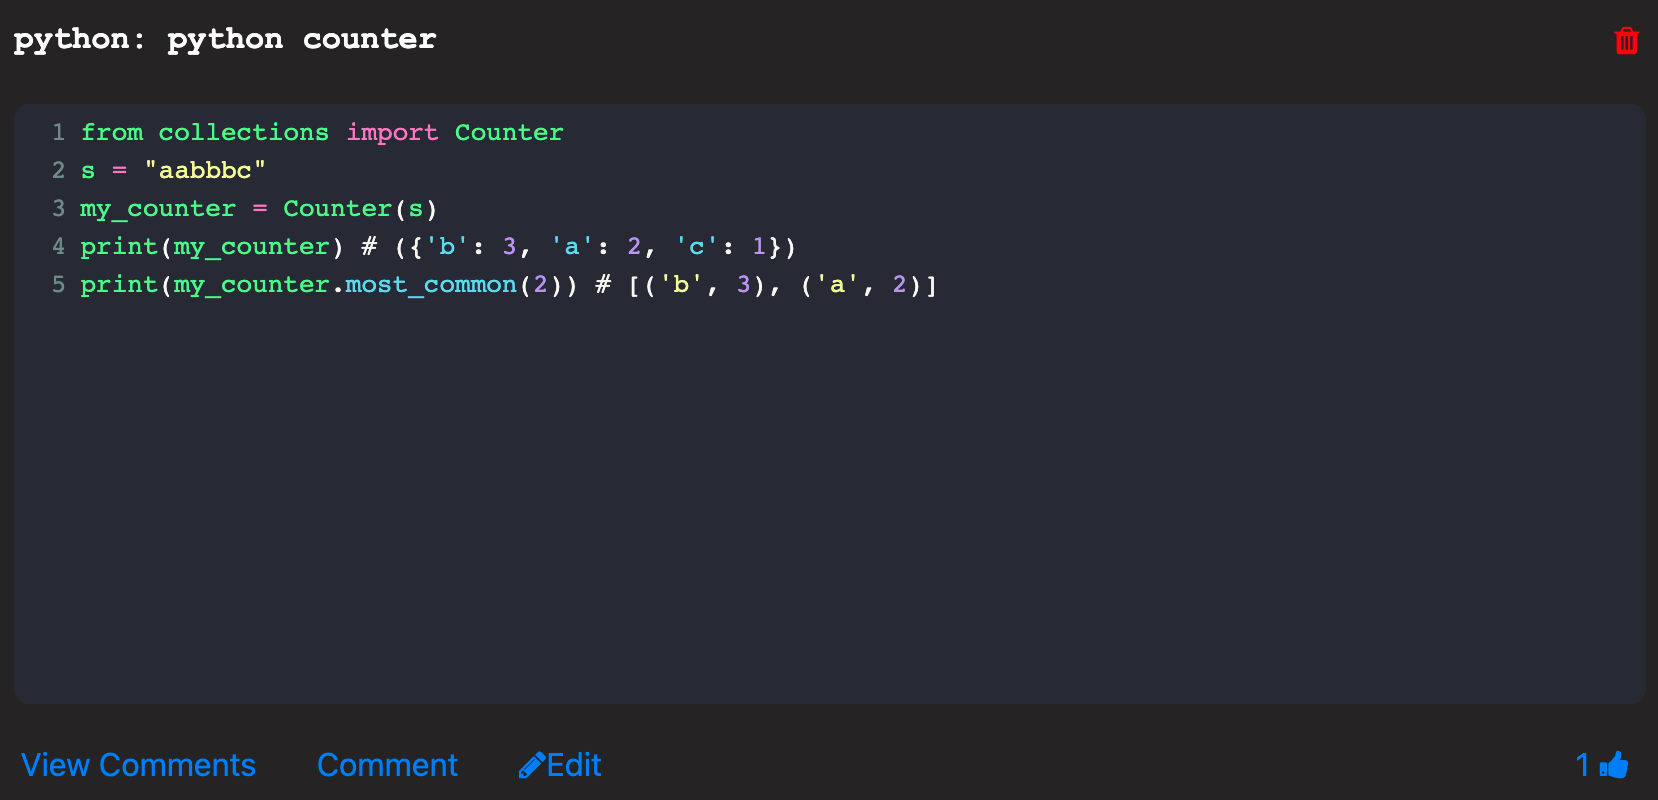 python: python counter
1 from collections import Counter
2 s = "aabbbc"
3 my_counter = Counter(s)
4 print(my_counter) # ({'b': 3, 'a': 2, 'c': 1})
5 print(my_counter.most_common(2)) # [('b', 3), ('a', 2)]
View Comments Comment Edit 1